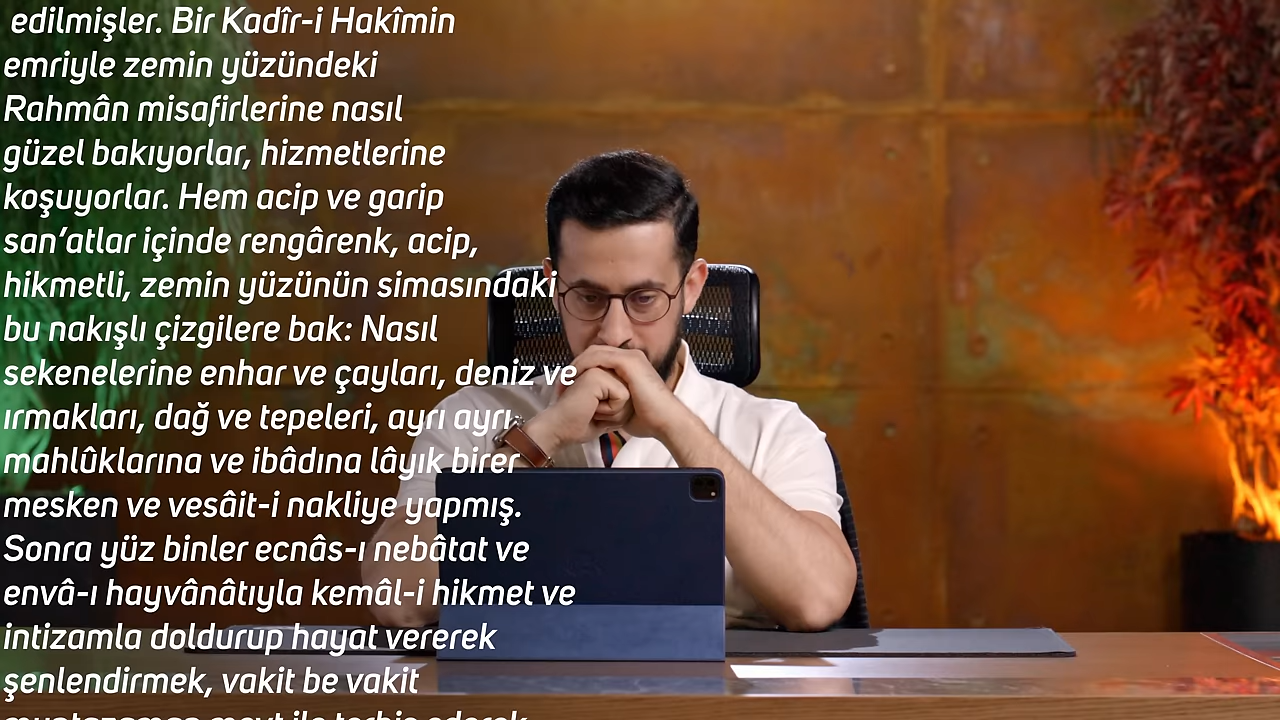 edilmişler. Bir Kadîr-i Hakîmin
emriyle zemin yüzündeki
Rahmân misafirlerine nasıl
güzel bakıyorlar, hizmetlerine
koşuyorlar. Hem acip ve garip
san’atlar içinde rengârenk, acip,
hikmetli, zemin yüzünün simasındaki
bu nakışlı çizgilere bak: Nasıl
sekenelerine enhar ve çayları, deniz ve
ırmakları, dağ ve tepeleri, ayrı ayrı
mahlûklarına ve ibâdına lâyık birer
mesken ve vesâit-i nakliye yapmış.
Sonra yüz binler ecnâs-ı nebâtat ve
envâ-ı hayvânâtıyla kemâl-i hikmet ve
intizamla doldurup hayat vererek
şenlendirmek, vakit be vakit